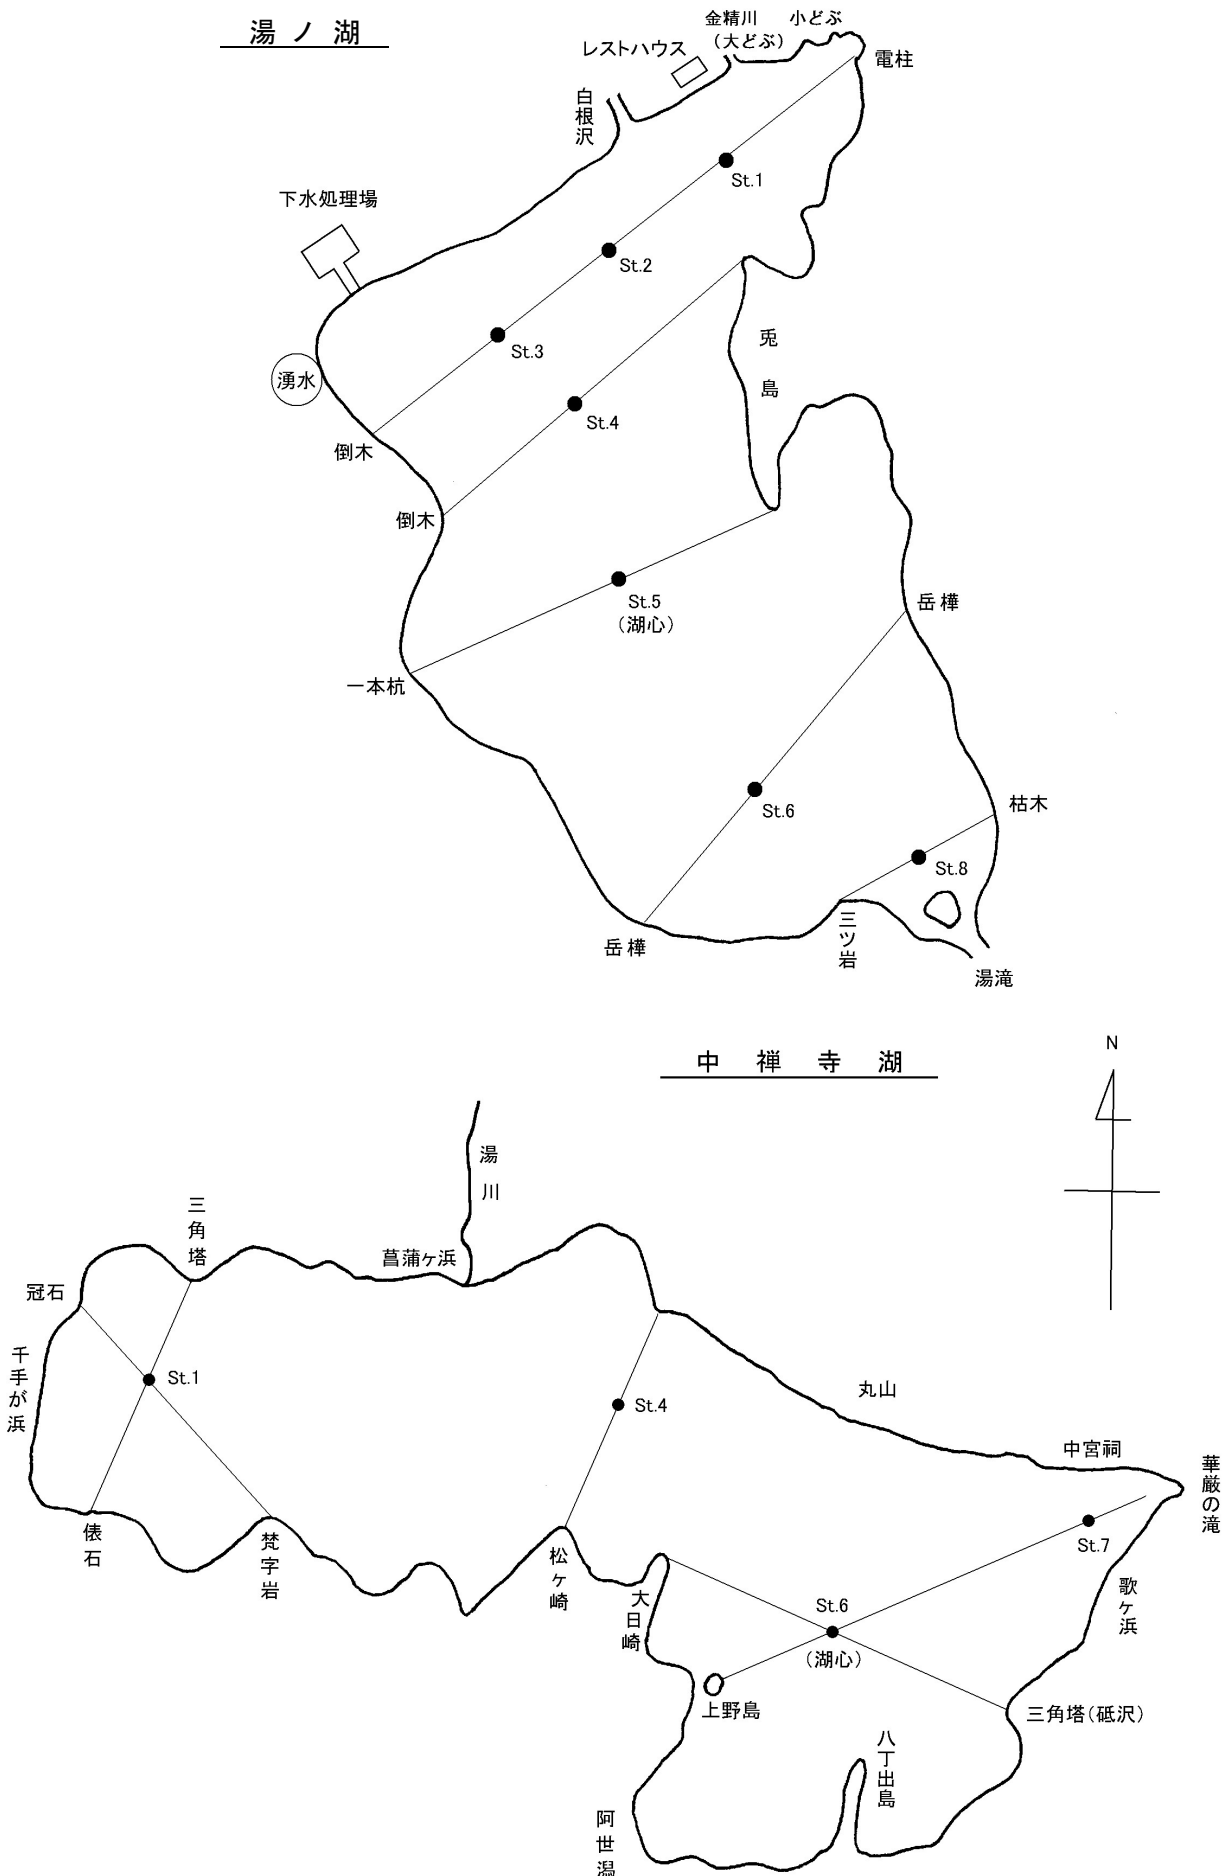 湯ノ湖
金精川
(大どぶ)
小どぶ
レストハウス
電柱
白根沢
St.1
下水処理場
St.2
St.3
兎島
湧水
St.4
倒木
倒木
St.5
(湖心)
岳樺
一本杭
St.6
枯木
St.8
三ツ岩
岳樺
湯滝
中禅寺湖
N
湯川
三角塔
菖蒲ヶ浜
冠石
千手が浜
St.1
St.4
丸山
中宮祠
華厳の滝
俵石
梵字岩
松ヶ崎
St.7
歌ヶ浜
大日崎
St.6
(湖心)
上野島
三角塔(砥沢)
八丁出島
阿世潟